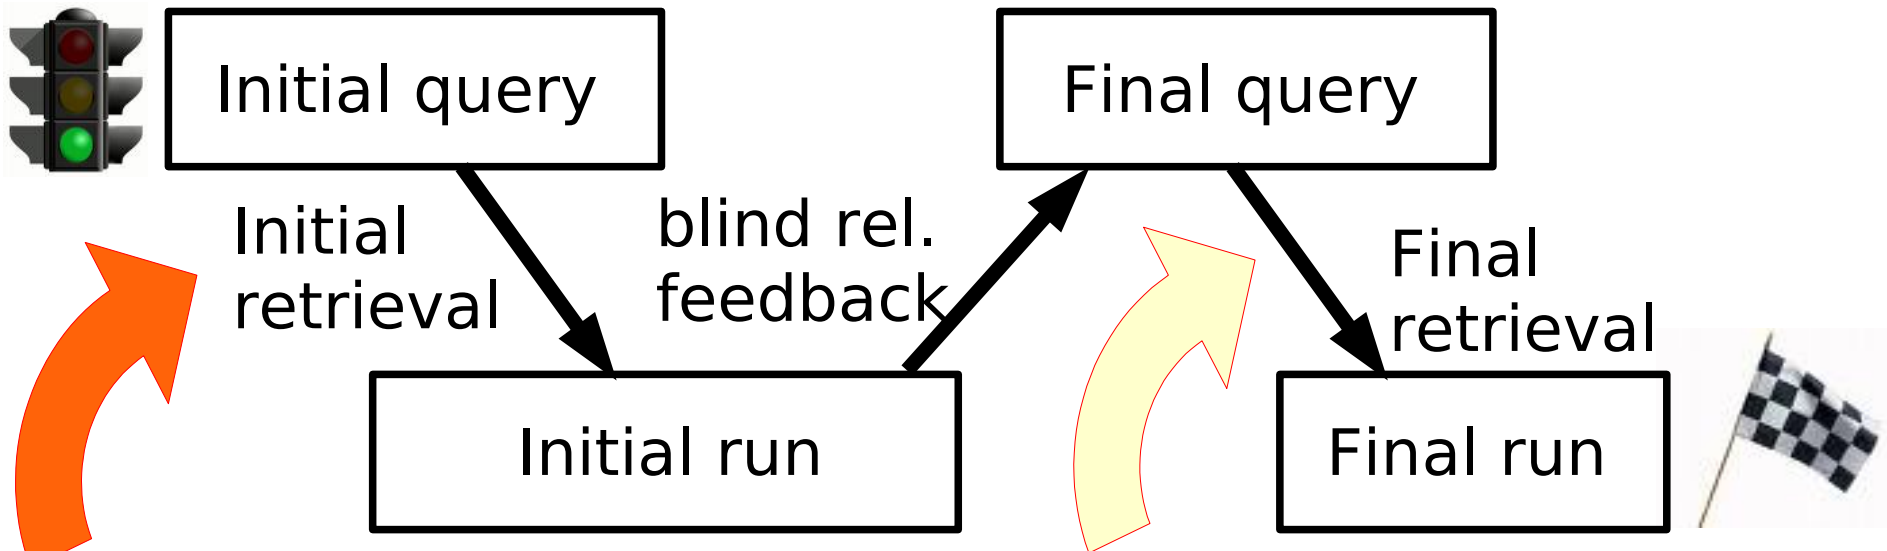 Initial query
Final query
Initial
retrieval
blind rel.
feedback
Final
retrieval
Initial run
Final run